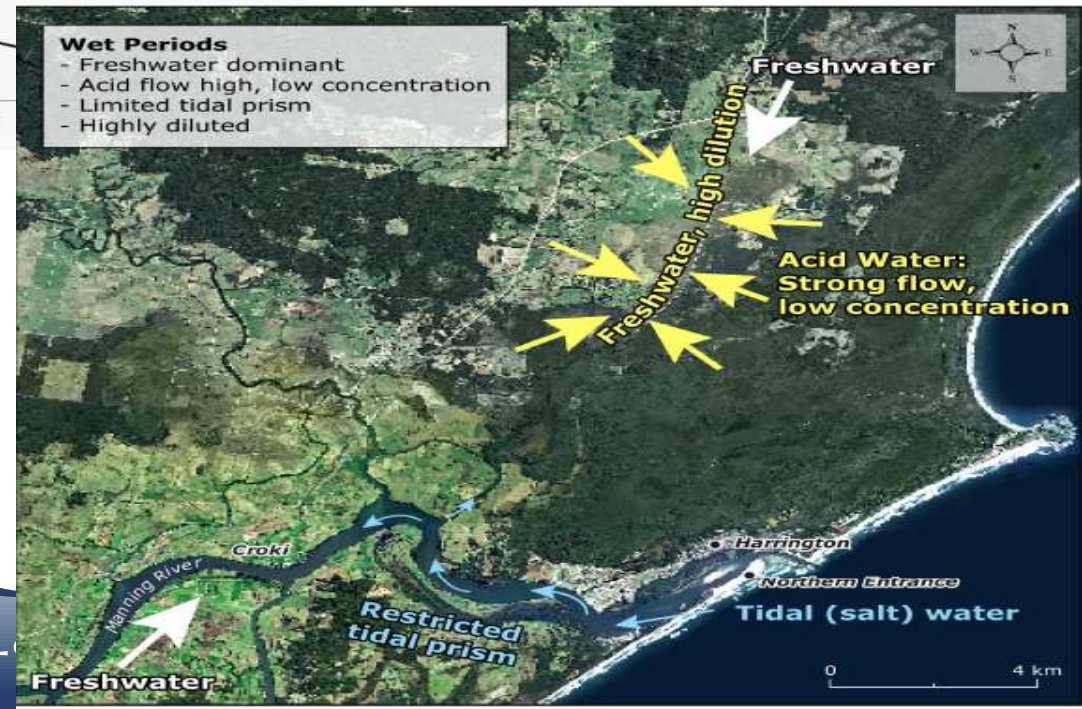 Wet Periods
- Freshwater dominant
- Acid flow high, low concentration
- Limited tidal prism
- Highly diluted
N
W E
S
Freshwater
Freshwater, high dilution
Acid Water:
Strong flow,
low concentration
Harrington
Northern Entrance
Croki
Manning River
Tidal (salt) water
Restricted
tidal prism
0 4 km
Freshwater